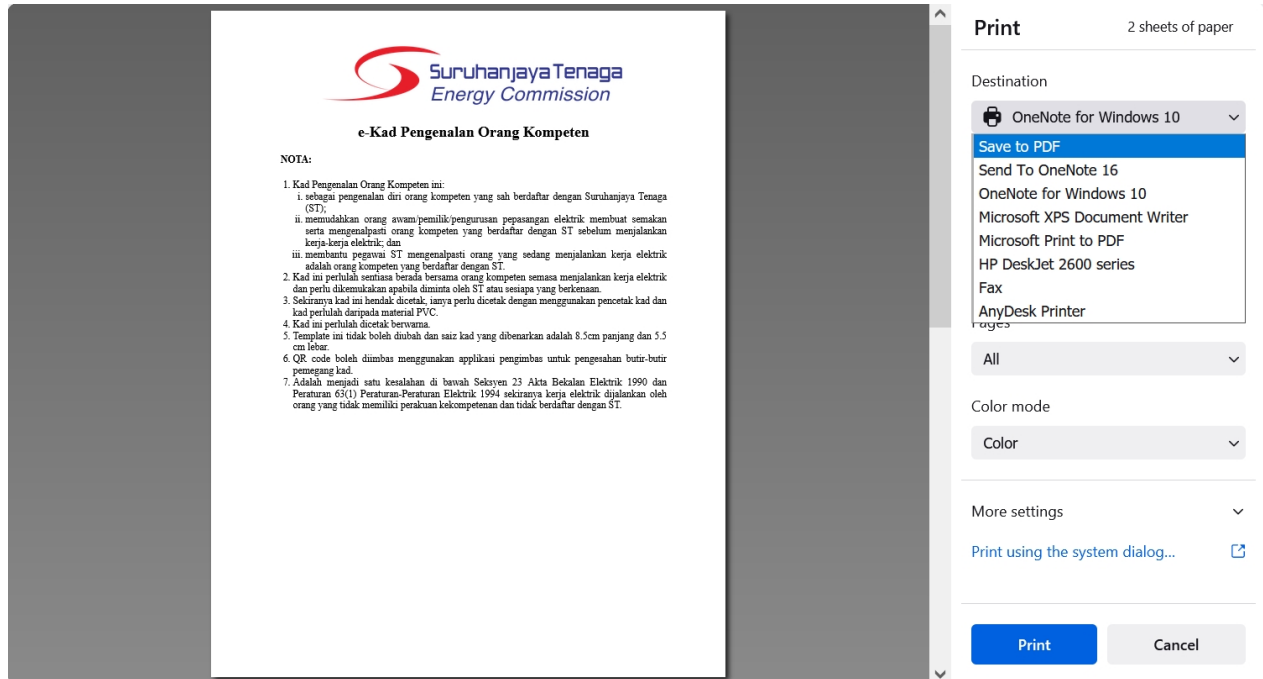 Suruhanjaya Tenaga
Energy Commission
e-Kad Pengenalan Orang Kompeten
NOTA:
1. Kad Pengenalan Orang Kompeten ini:
i. sebagai pengenalan diri orang kompeten yang sah berdaftar dengan Suruhanjaya Tenaga
(ST);
ii. memudahkan orang awam/pemilik/pengurusan pepasangan elektrik membuat semakan
serta mengenalpasti orang kompeten yang berdaftar dengan ST sebelum menjalankan
kerja-kerja elektrik; dan
iii. membantu pegawai ST mengenalpasti orang yang sedang menjalankan kerja elektrik
adalah orang kompeten yang berdaftar dengan ST.
2. Kad ini perlulah sentiasa berada bersama orang kompeten semasa menjalankan kerja elektrik
dan perlu dikemukakan apabila diminta oleh ST atau sesiapa yang berkenaan.
3. Sekiranya kad ini hendak dicetak, ianya perlu dicetak dengan menggunakan pencetak kad dan
kad perlulah daripada material PVC.
4. Kad ini perlulah dicetak berwarna.
5. Template ini tidak boleh diubah dan saiz kad yang dibenarkan adalah 8.5cm panjang dan 5.5
cm lebar.
6. QR code boleh diimbas menggunakan applikasi pengimbas untuk pengesahan butir-butir
pemegang kad.
7. Adalah menjadi satu kesalahan di bawah Seksyen 23 Akta Bekalan Elektrik 1990 dan
Peraturan 63(1) Peraturan-Peraturan Elektrik 1994 sekiranya kerja elektrik dijalankan oleh
orang yang tidak memiliki perakuan kekompetenan dan tidak berdaftar dengan ST.
Print
2 sheets of paper
Destination
OneNote for Windows 10
Save to PDF
Send To OneNote 16
OneNote for Windows 10
Microsoft XPS Document Writer
Microsoft Print to PDF
HP DeskJet 2600 series
Fax
AnyDesk Printer
Pages
All
Color mode
Color
More settings
Print using the system dialog...
Print
Cancel